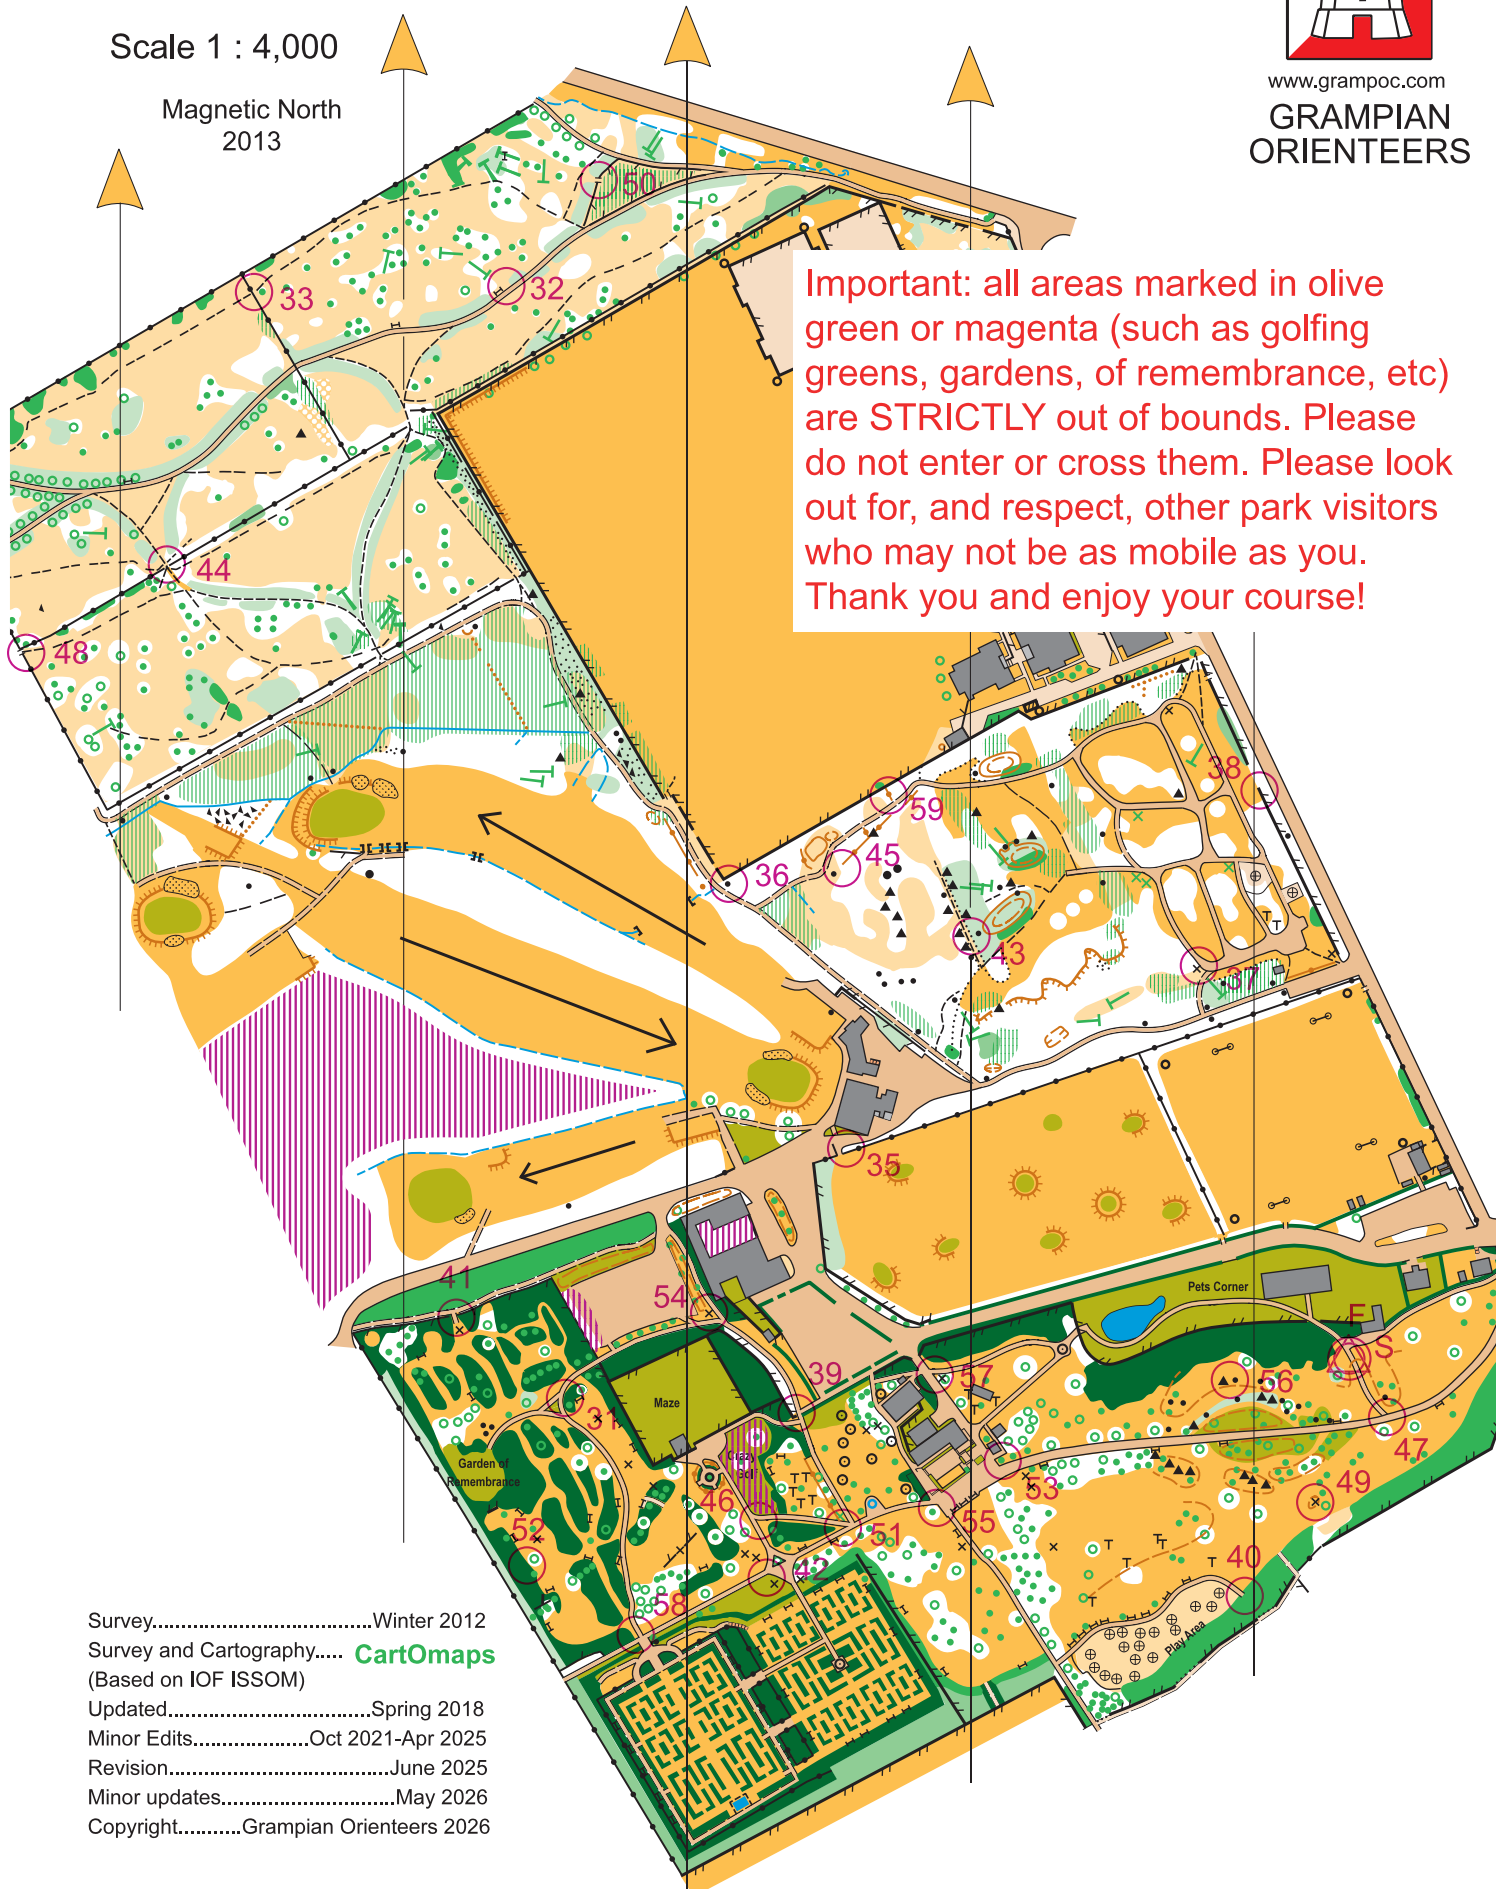 Scale 1 : 4,000
Magnetic North
2013
www.grampoc.com
GRAMPIAN
ORIENTEERS
Important: all areas marked in olive
green or magenta (such as golfing
greens, gardens, of remembrance, etc)
are STRICTLY out of bounds. Please
do not enter or cross them. Please look
out for, and respect, other park visitors
who may not be as mobile as you.
Thank you and enjoy your course!
50
33
32
44
48
38
59
45
36
43
37
35
41
54
Pets Corner
F
S
39
57
56
31
Maze
47
Garden of
Remembrance
Crazy
Golf
53
49
46
52
51
55
42
40
58
Play Area
Survey......................................Winter 2012
Survey and Cartography..... CartOmaps
(Based on IOF ISSOM)
Updated...................................Spring 2018
Minor Edits....................Oct 2021-Apr 2025
Revision.......................................June 2025
Minor updates..............................May 2026
Copyright...........Grampian Orienteers 2026